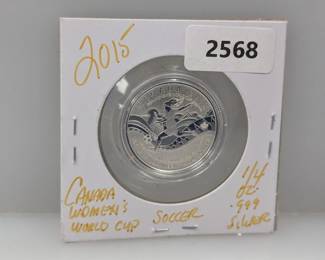 2015
2568
CANADA
WOMEN'S
WORLD CUP
SOCCER
1/4
oz.
.999
SILVER